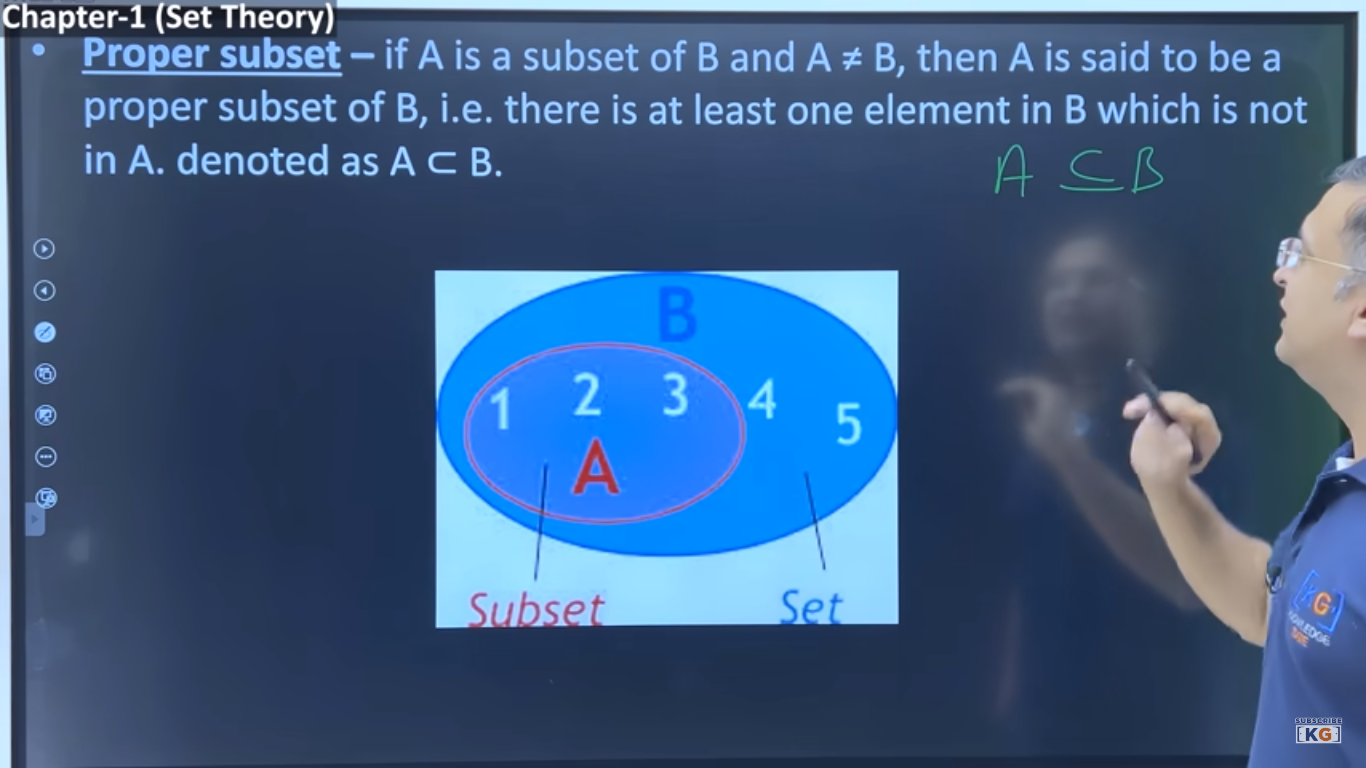 Chapter-1 (Set Theory)
• Proper subset – if A is a subset of B and A ≠ B, then A is said to be a
proper subset of B, i.e. there is at least one element in B which is not
in A. denoted as A ⊂ B.
A ⊆ B
B
1 2 3 4 5
A
Subset Set
KG
KNOWLEDGE
GATE
SUBSCRIBE
KG